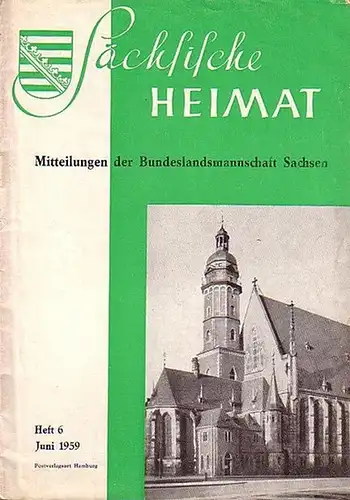 Sächsische
HEIMAT
Mitteilungen der Bundeslandsmannschaft Sachsen
Heft 6
Juni 1959
Postverlagsort Hamburg